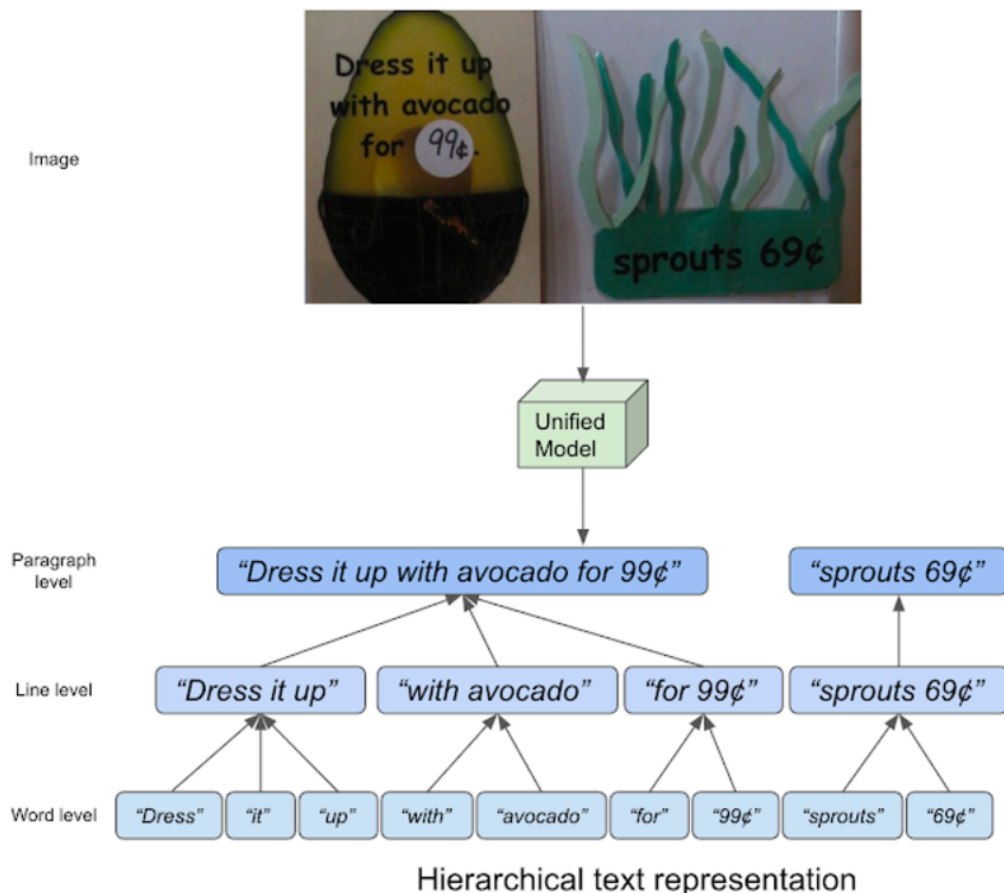 Image
Dress it up
with avocado
for 99¢.
sprouts 69¢
Unified
Model
Paragraph
level
“Dress it up with avocado for 99¢”
“sprouts 69¢”
Line level
“Dress it up”
“with avocado”
“for 99¢”
“sprouts 69¢”
Word level
“Dress”
“it”
“up”
“with”
“avocado”
“for”
“99¢”
“sprouts”
“69¢”
Hierarchical text representation